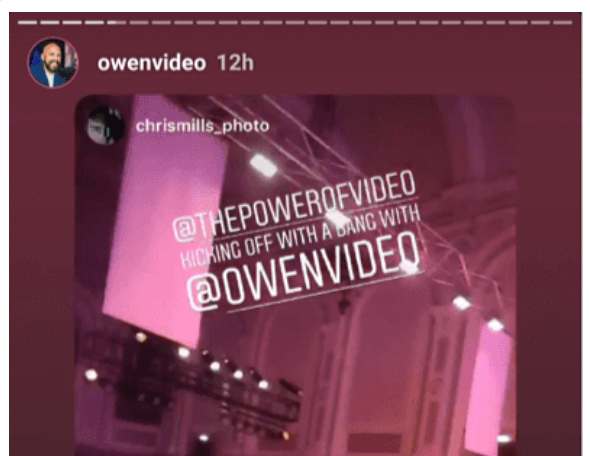 owenvideo 12h
chrismills_photo
@THEPOWEROFVIDEO
KICKING OFF WITH A BANG WITH
@OWENVIDEO